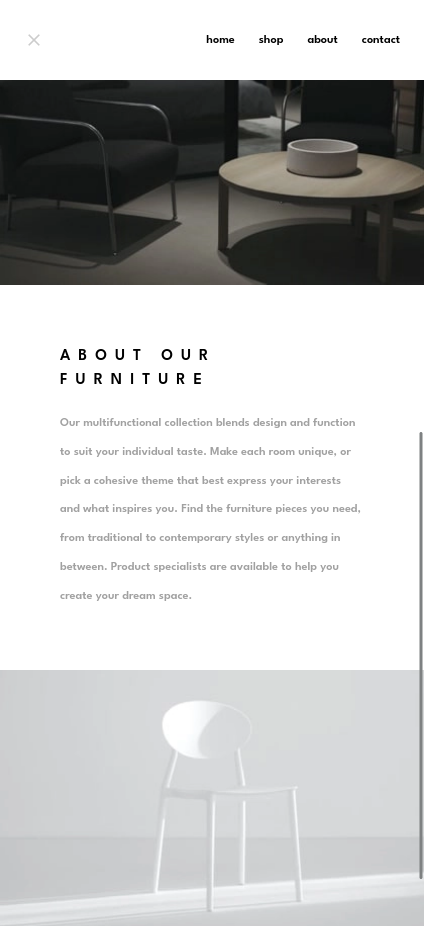 home shop about contact
ABOUT OUR
FURNITURE
Our multifunctional collection blends design and function
to suit your individual taste. Make each room unique, or
pick a cohesive theme that best express your interests
and what inspires you. Find the furniture pieces you need,
from traditional to contemporary styles or anything in
between. Product specialists are available to help you
create your dream space.